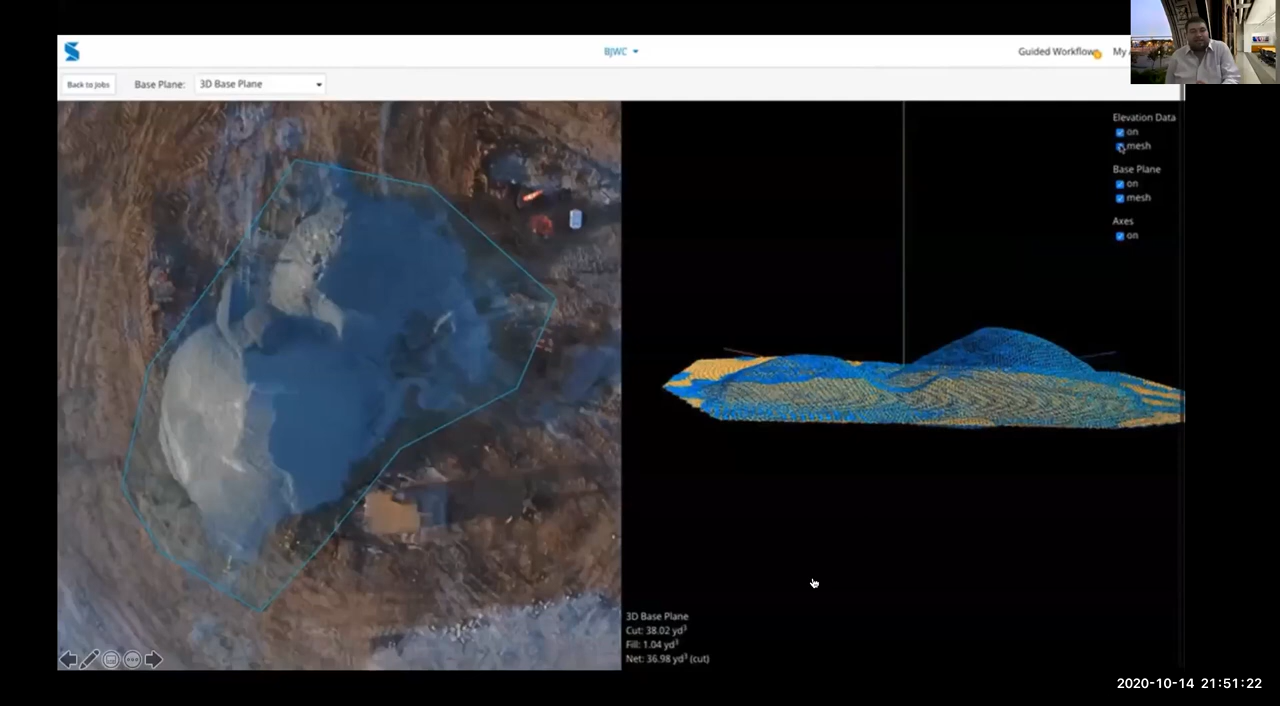 BJWC
Guided Workflows
My
Back to Jobs
Base Plane:
3D Base Plane
Elevation Data
on
mesh
Base Plane
on
mesh
Axes
on
3D Base Plane
Cut: 38.02 yd³
Fill: 1.04 yd³
Net: 36.98 yd³ (cut)
2020-10-14 21:51:22